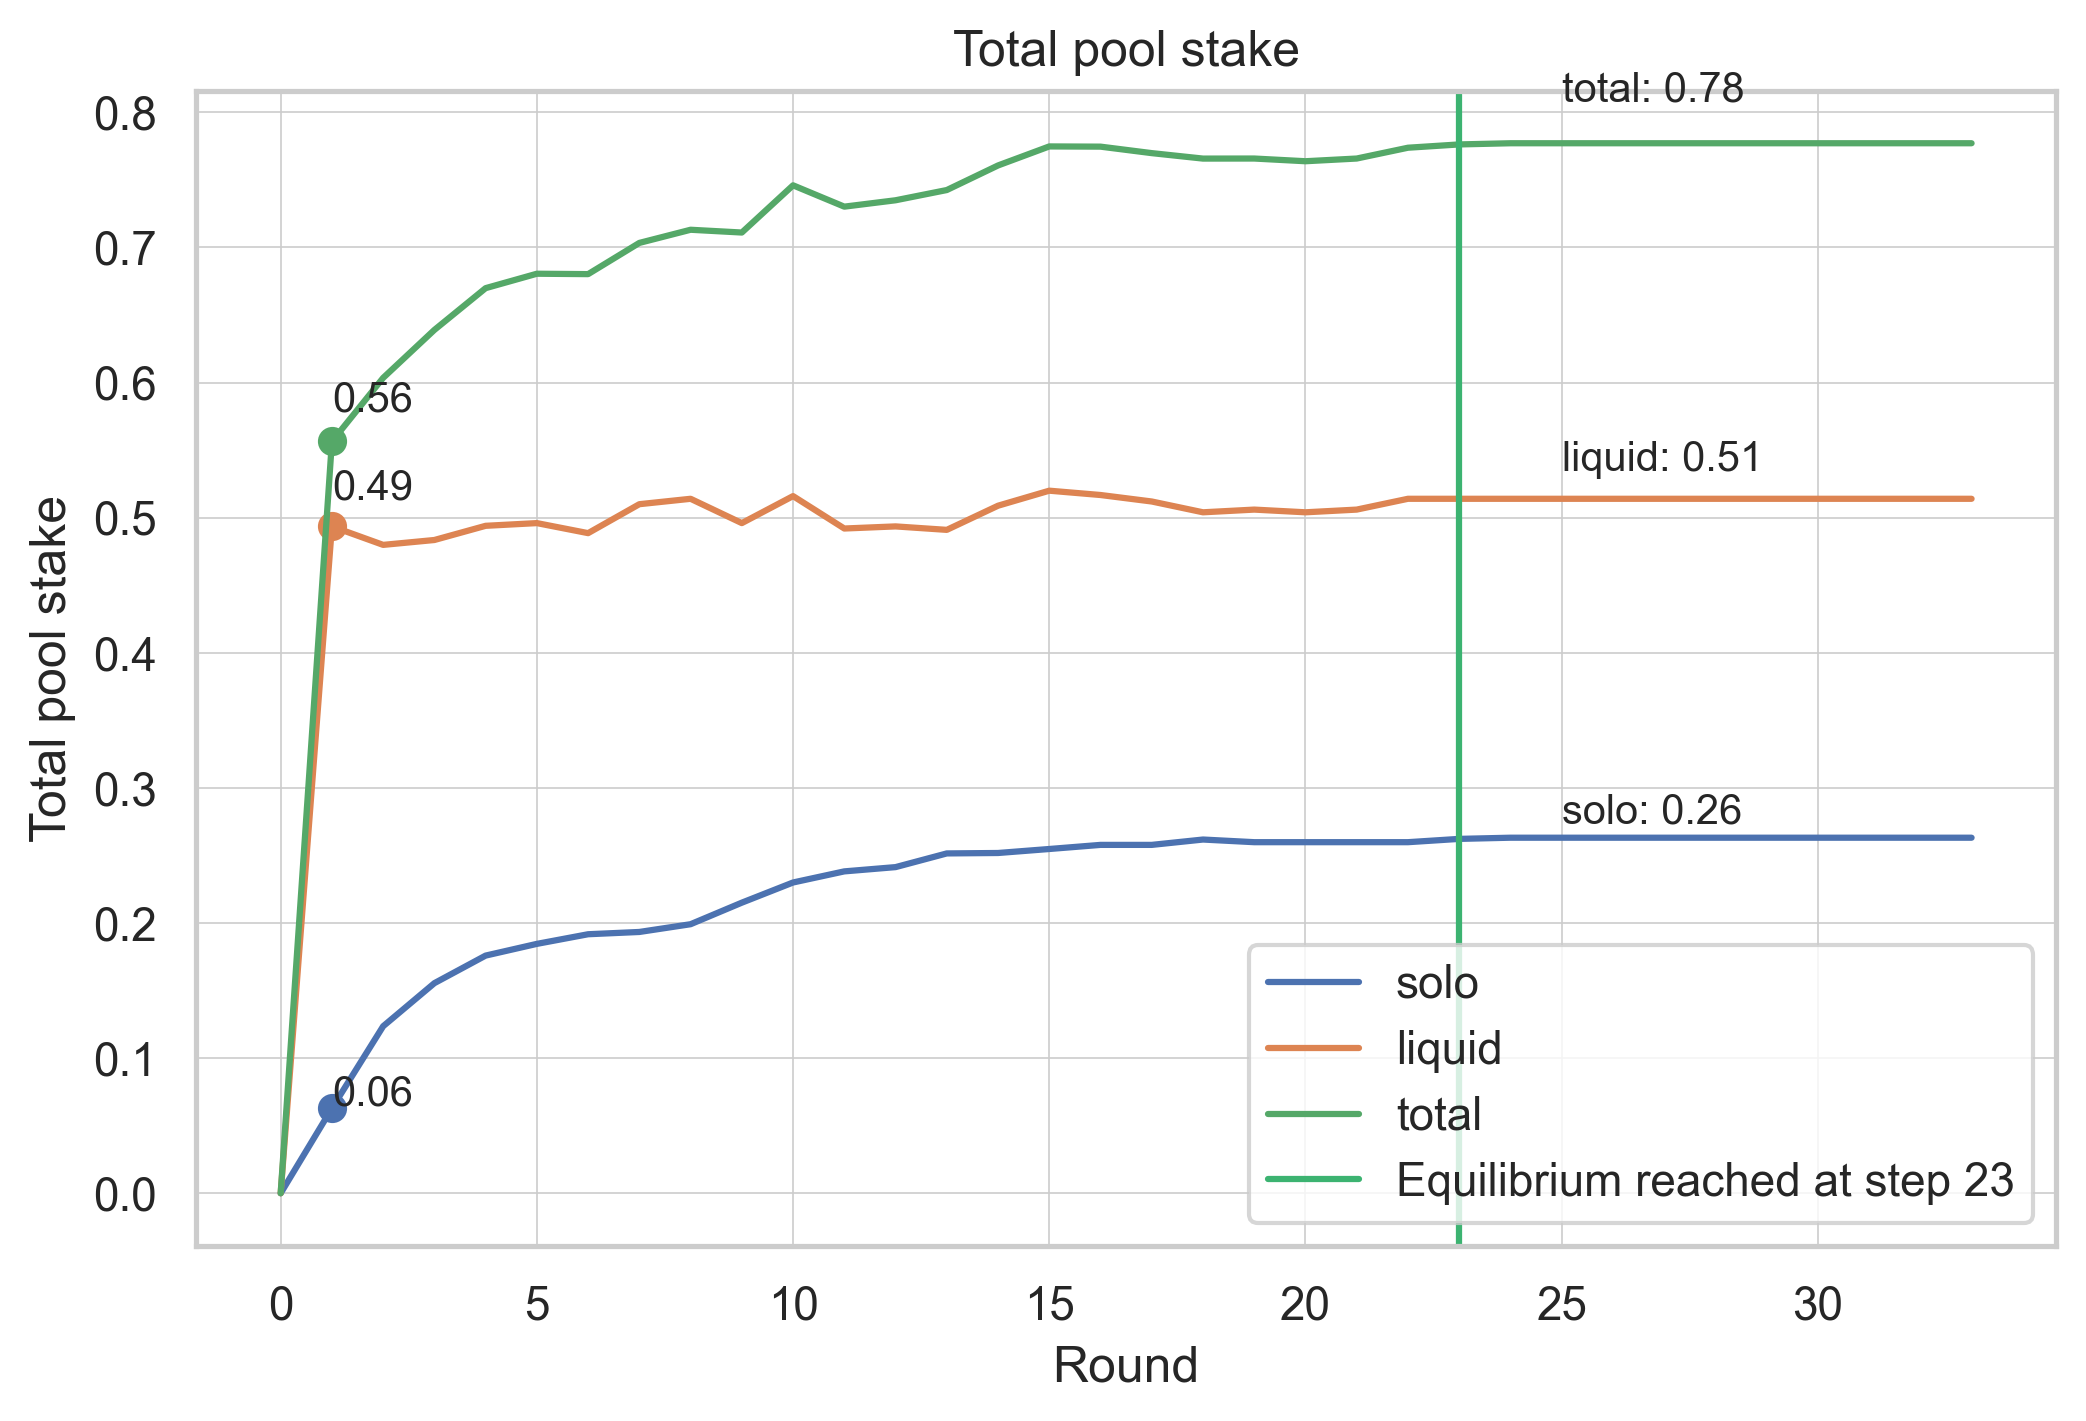 Total pool stake
total: 0.78
0.8
0.7
0.6
0.5
0.4
0.3
0.2
0.1
0.0
Total pool stake
0.56
0.49
0.06
liquid: 0.51
solo: 0.26
solo
liquid
total
Equilibrium reached at step 23
0
5
10
15
20
25
30
Round